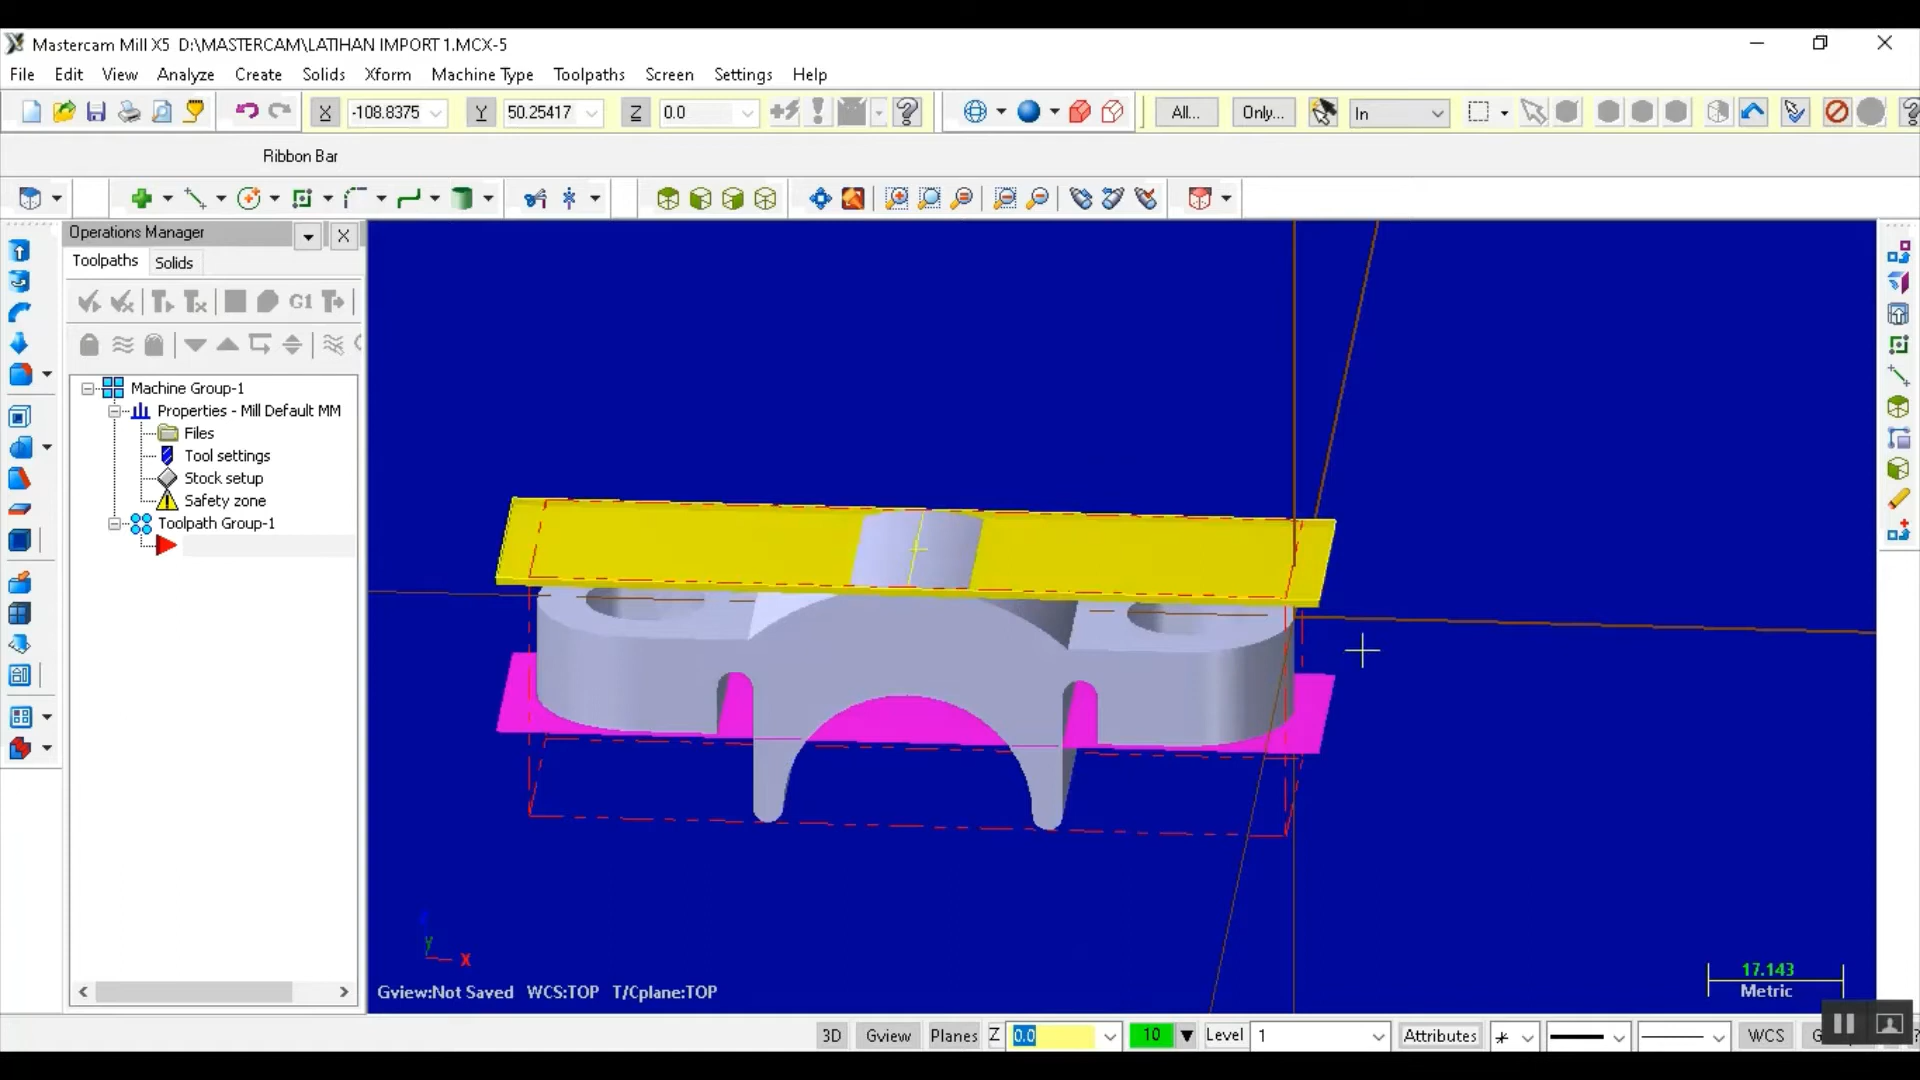 Mastercam Mill X5 D:\MASTERCAM\LATIHAN IMPORT 1.MCX-5
File Edit View Analyze Create Solids Xform Machine Type Toolpaths Screen Settings Help
X -108.8375 Y 50.25417 Z 0.0 All... Only... In
Ribbon Bar
Operations Manager
Toolpaths Solids
G1
Machine Group-1
Properties - Mill Default MM
Files
Tool settings
Stock setup
Safety zone
Toolpath Group-1
y
X
17.143
Metric
Gview:Not Saved WCS:TOP T/Cplane:TOP
3D Gview Planes Z 0.0 10 Level 1 Attributes WCS